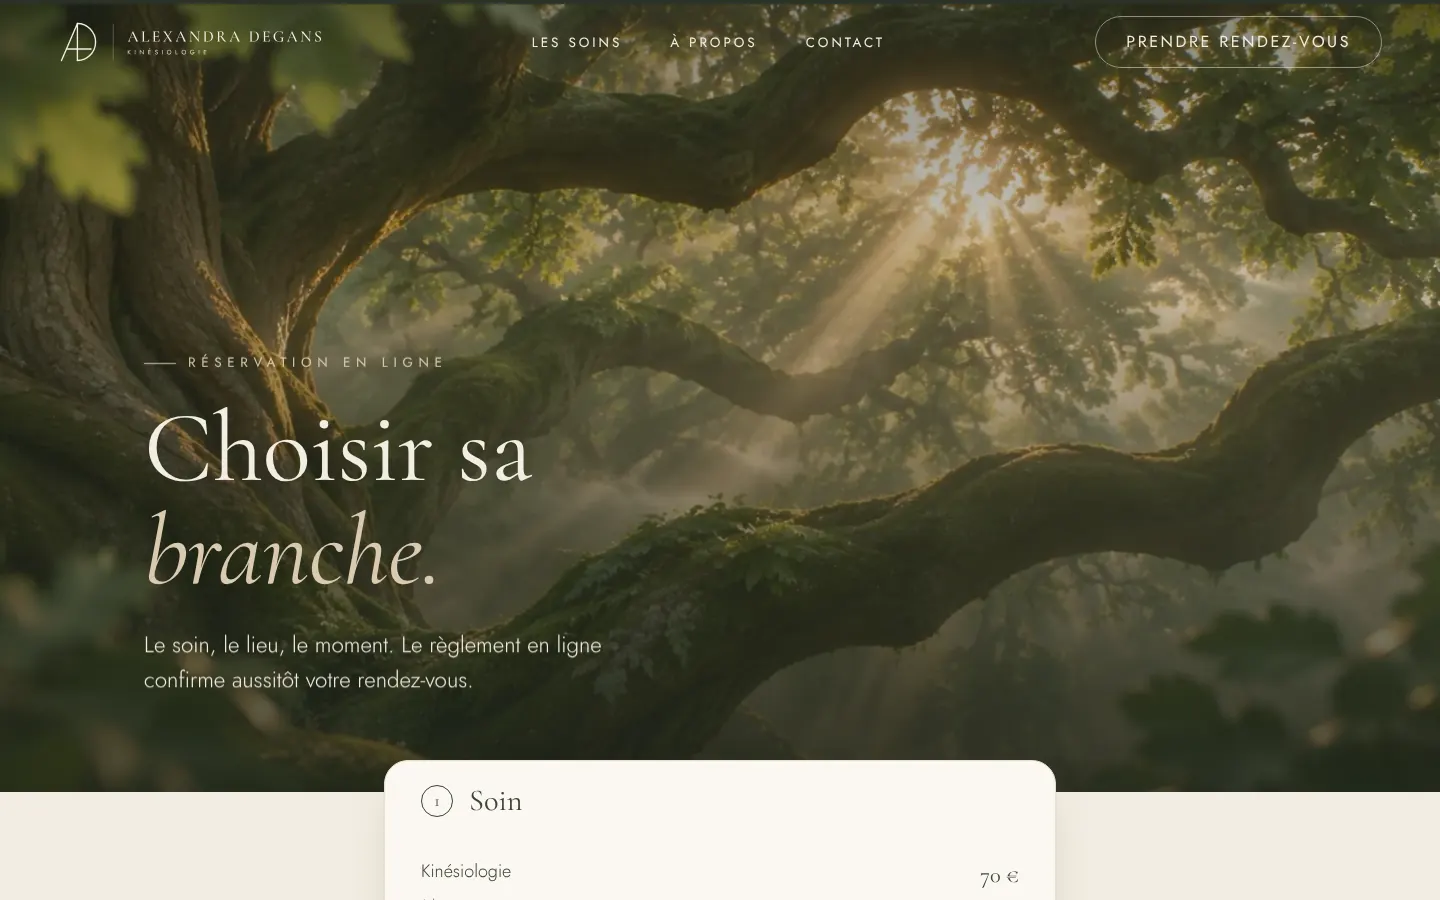 AD
ALEXANDRA DEGANS
KINÉSIOLOGIE
LES SOINS
À PROPOS
CONTACT
PRENDRE RENDEZ-VOUS
RÉSERVATION EN LIGNE
Choisir sa
branche.
Le soin, le lieu, le moment. Le règlement en ligne
confirme aussitôt votre rendez-vous.
1 Soin
Kinésiologie
70 €